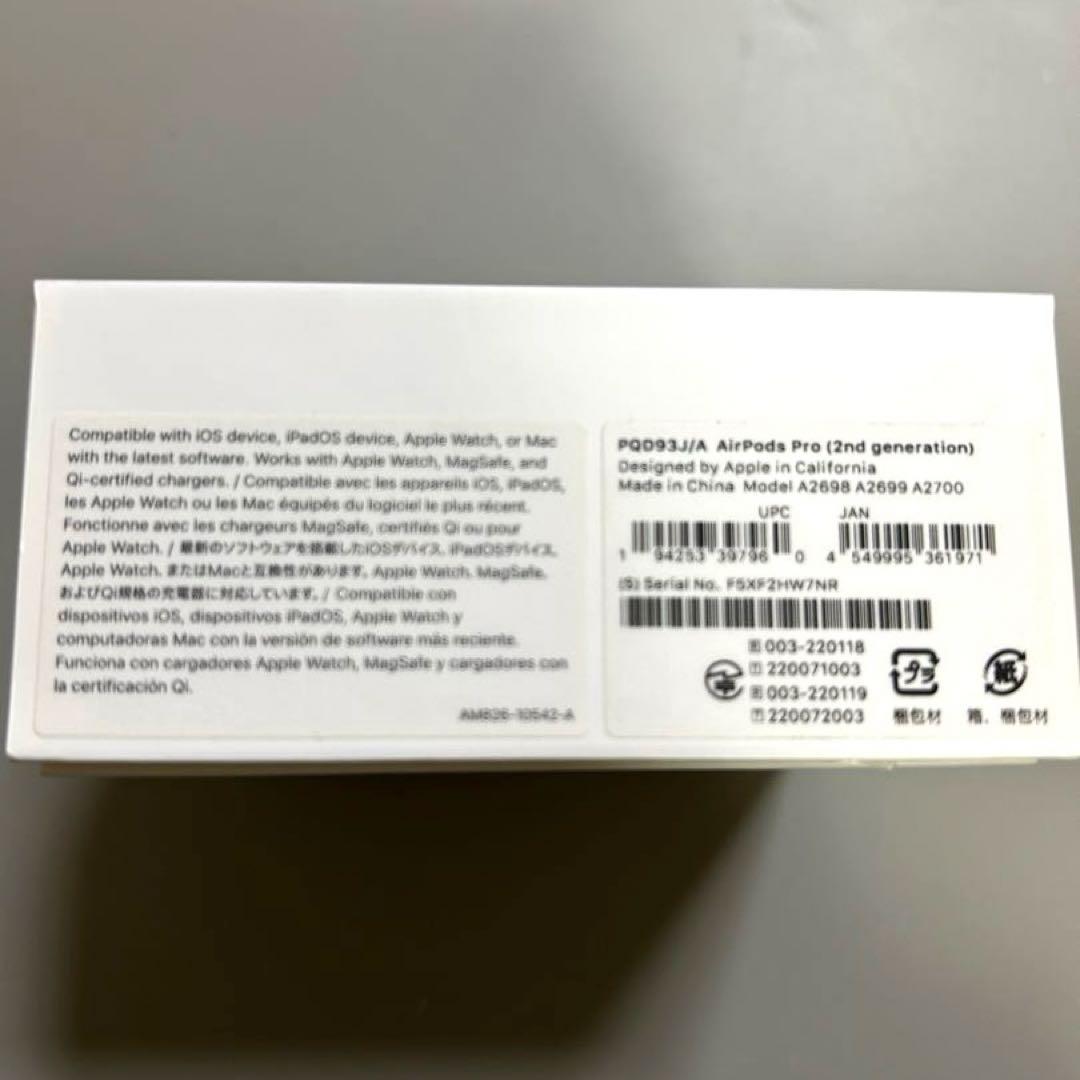 Compatible with iOS device, iPadOS device, Apple Watch, or Mac
with the latest software. Works with Apple Watch, MagSafe, and
Qi-certified chargers. / Compatible avec les appareils iOS, iPadOS,
les Apple Watch ou les Mac équipés du logiciel le plus récent.
Fonctionne avec les chargeurs MagSafe, certifiés Qi ou pour
Apple Watch. / 最新のソフトウェアを搭載したiOSデバイス、iPadOSデバイス、
Apple Watch、またはMacと互換性があります。Apple Watch、MagSafe、
およびQi規格の充電器に対応しています。/ Compatible con
dispositivos iOS, dispositivos iPadOS, Apple Watch y
computadoras Mac con la versión de software más reciente.
Funciona con cargadores Apple Watch, MagSafe y cargadores con
la certificación Qi.
AM626-10542-A
PQD93J/A AirPods Pro (2nd generation)
Designed by Apple in California
Made in China Model A2698 A2699 A2700
UPC JAN
1 94253 39796 0 4 549995 361971
(S) Serial No. F5XF2HW7NR
003-220118
220071003
003-220119
220072003
プラ
梱包材
紙
箱、梱包材